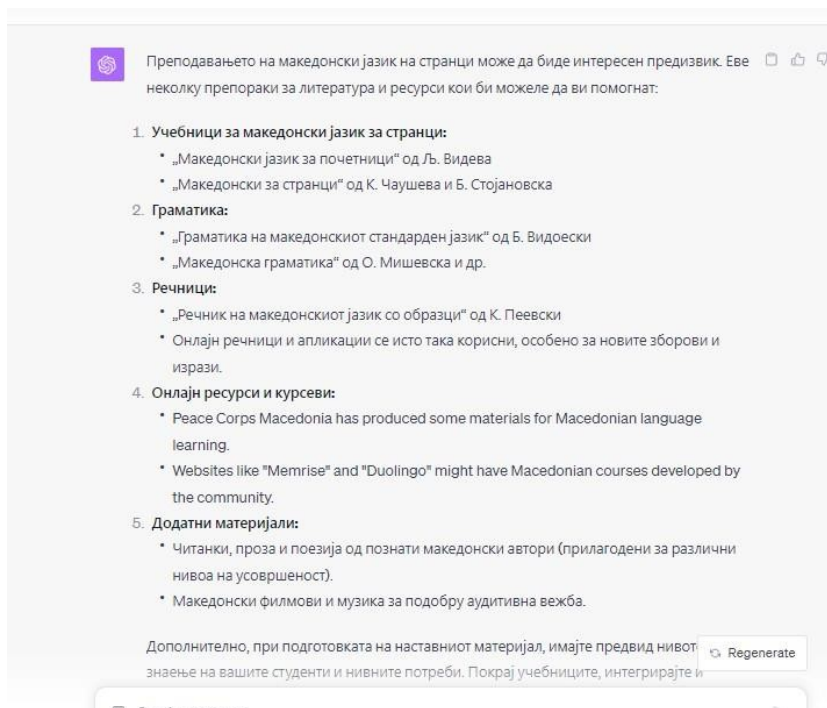 Преподавањето на македонски јазик на странци може да биде интересен предизвик. Еве
неколку препораки за литература и ресурси кои би можеле да ви помогнат:
1. Учебници за македонски јазик за странци:
• „Македонски јазик за почетници“ од Љ. Видева
• „Македонски за странци“ од К. Чаушева и Б. Стојановска
2. Граматика:
• „Граматика на македонскиот стандарден јазик“ од Б. Видоески
• „Македонска граматика“ од О. Мишевска и др.
3. Речници:
• „Речник на македонскиот јазик со образци“ од К. Пеевски
• Онлајн речници и апликации се исто така корисни, особено за новите зборови и
изрази.
4. Онлајн ресурси и курсеви:
• Peace Corps Macedonia has produced some materials for Macedonian language
learning.
• Websites like "Memrise" and "Duolingo" might have Macedonian courses developed by
the community.
5. Додатни материјали:
• Читанки, проза и поезија од познати македонски автори (прилагодени за различни
нивоа на усовршеност).
• Македонски филмови и музика за подобру аудитивна вежба.
Дополнително, при подготовката на наставниот материјал, имајте предвид нивот
Regenerate
знаење на вашите студенти и нивните потреби. Покрај учебниците, интегрирајте и